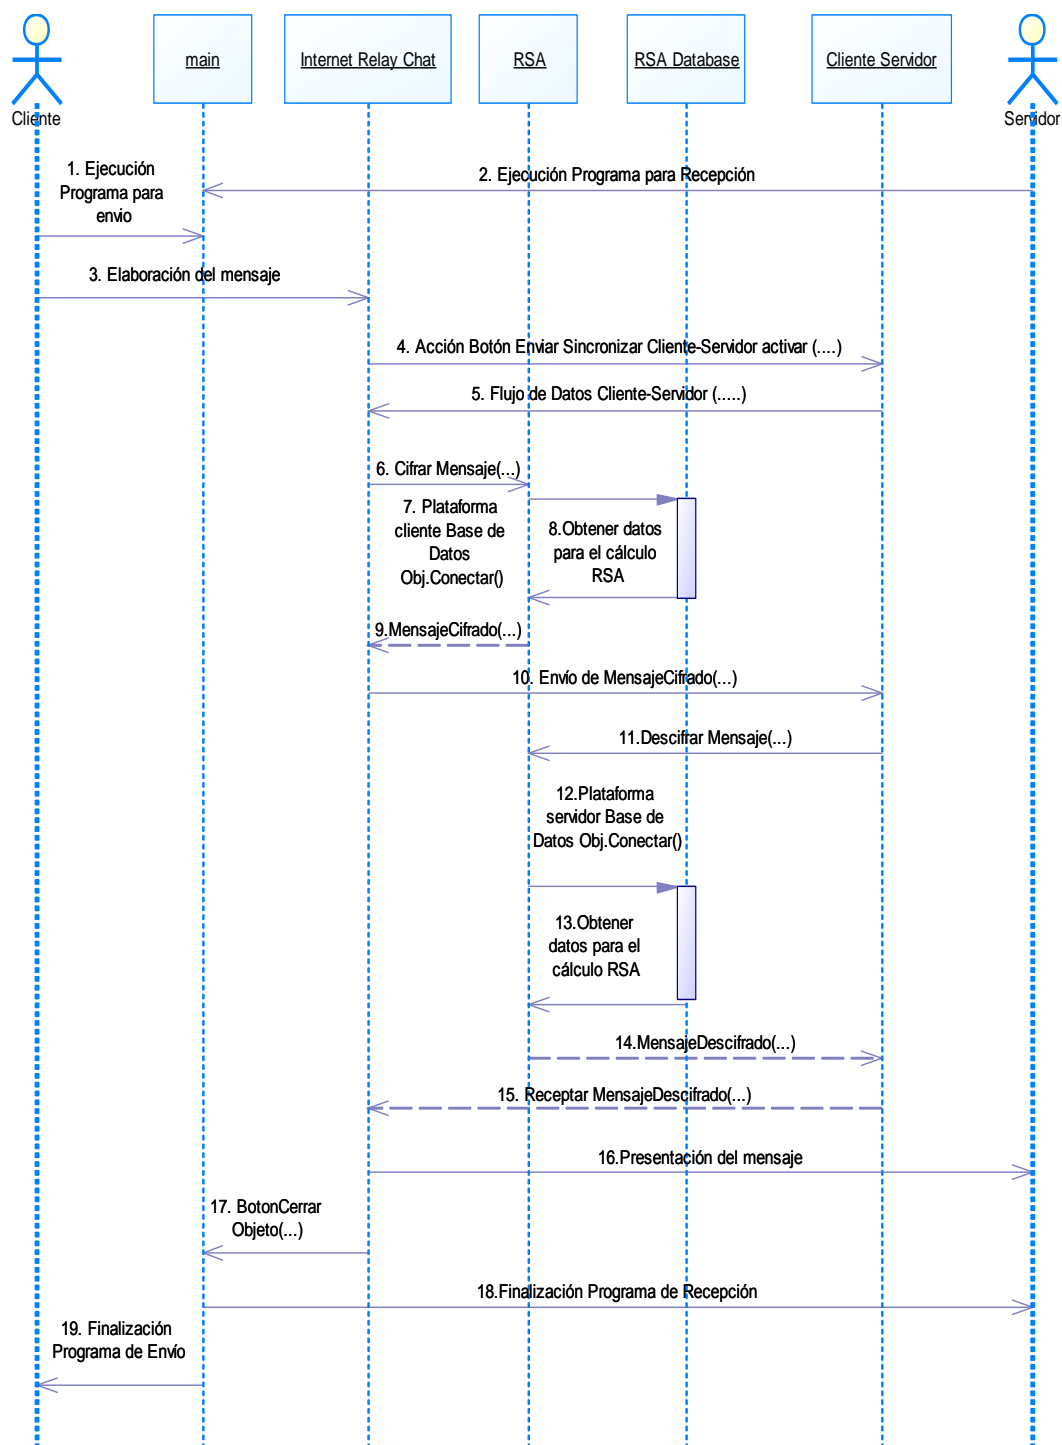 main
Internet Relay Chat
RSA
RSA Database
Cliente Servidor
Cliente
Servidor
1. Ejecución
Programa para
envio
2. Ejecución Programa para Recepción
3. Elaboración del mensaje
4. Acción Botón Enviar Sincronizar Cliente-Servidor activar (....)
5. Flujo de Datos Cliente-Servidor (.....)
6. Cifrar Mensaje(...)
7. Plataforma
cliente Base de
Datos
Obj.Conectar()
8.Obtener datos
para el cálculo
RSA
9.MensajeCifrado(...)
10. Envío de MensajeCifrado(...)
11.Descifrar Mensaje(...)
12.Plataforma
servidor Base de
Datos Obj.Conectar()
13.Obtener
datos para el
cálculo RSA
14.MensajeDescifrado(...)
15. Receptar MensajeDescifrado(...)
16.Presentación del mensaje
17. BotonCerrar
Objeto(...)
18.Finalización Programa de Recepción
19. Finalización
Programa de Envío